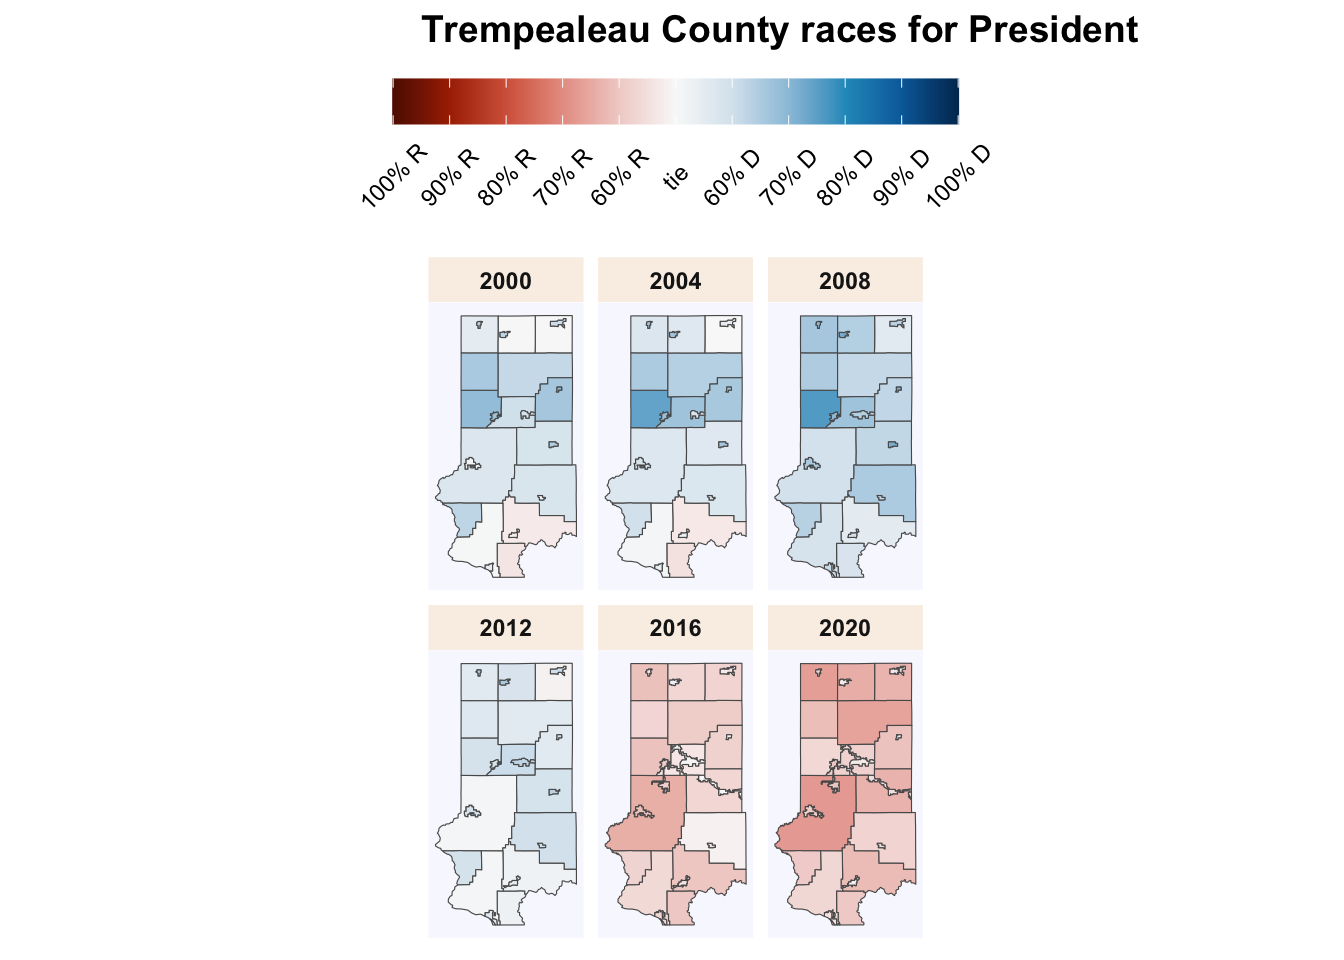 Trempealeau County races for President
100% R 90% R 80% R 70% R 60% R tie 60% D 70% D 80% D 90% D 100% D
2000 2004 2008
2012 2016 2020